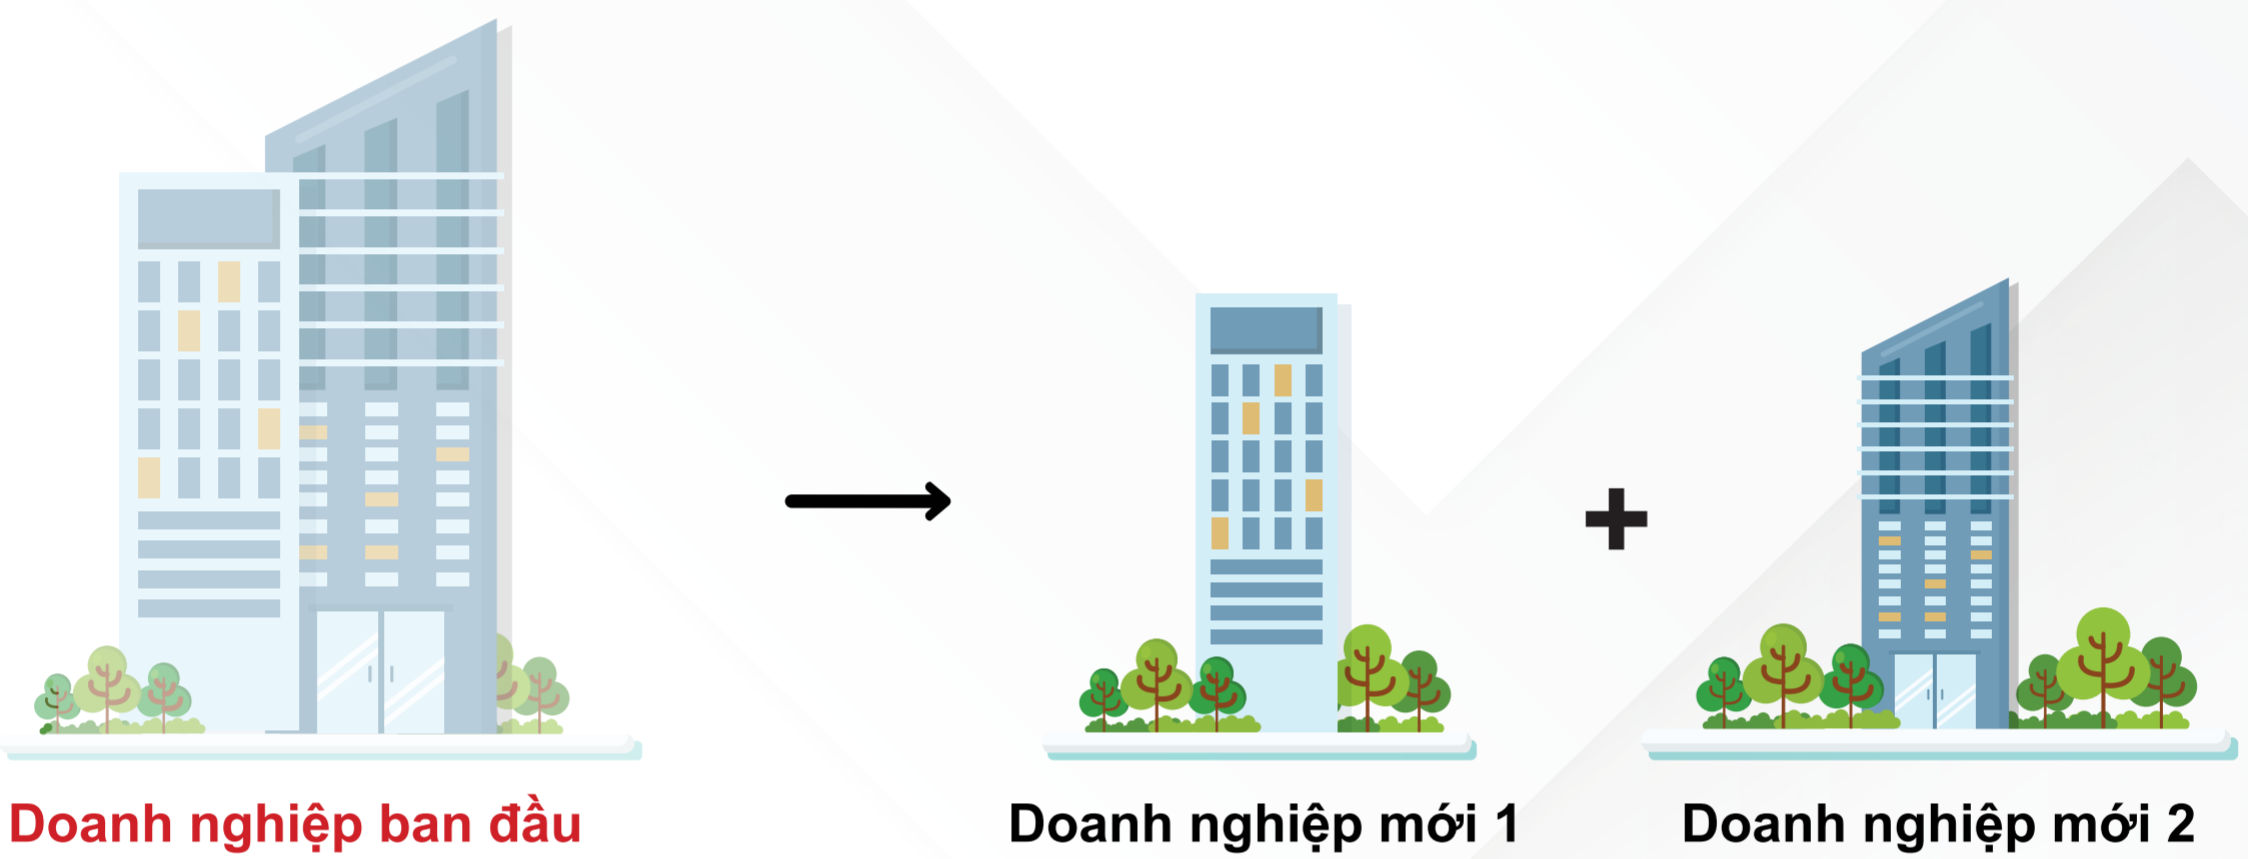 Doanh nghiệp ban đầu
Doanh nghiệp mới 1
+
Doanh nghiệp mới 2